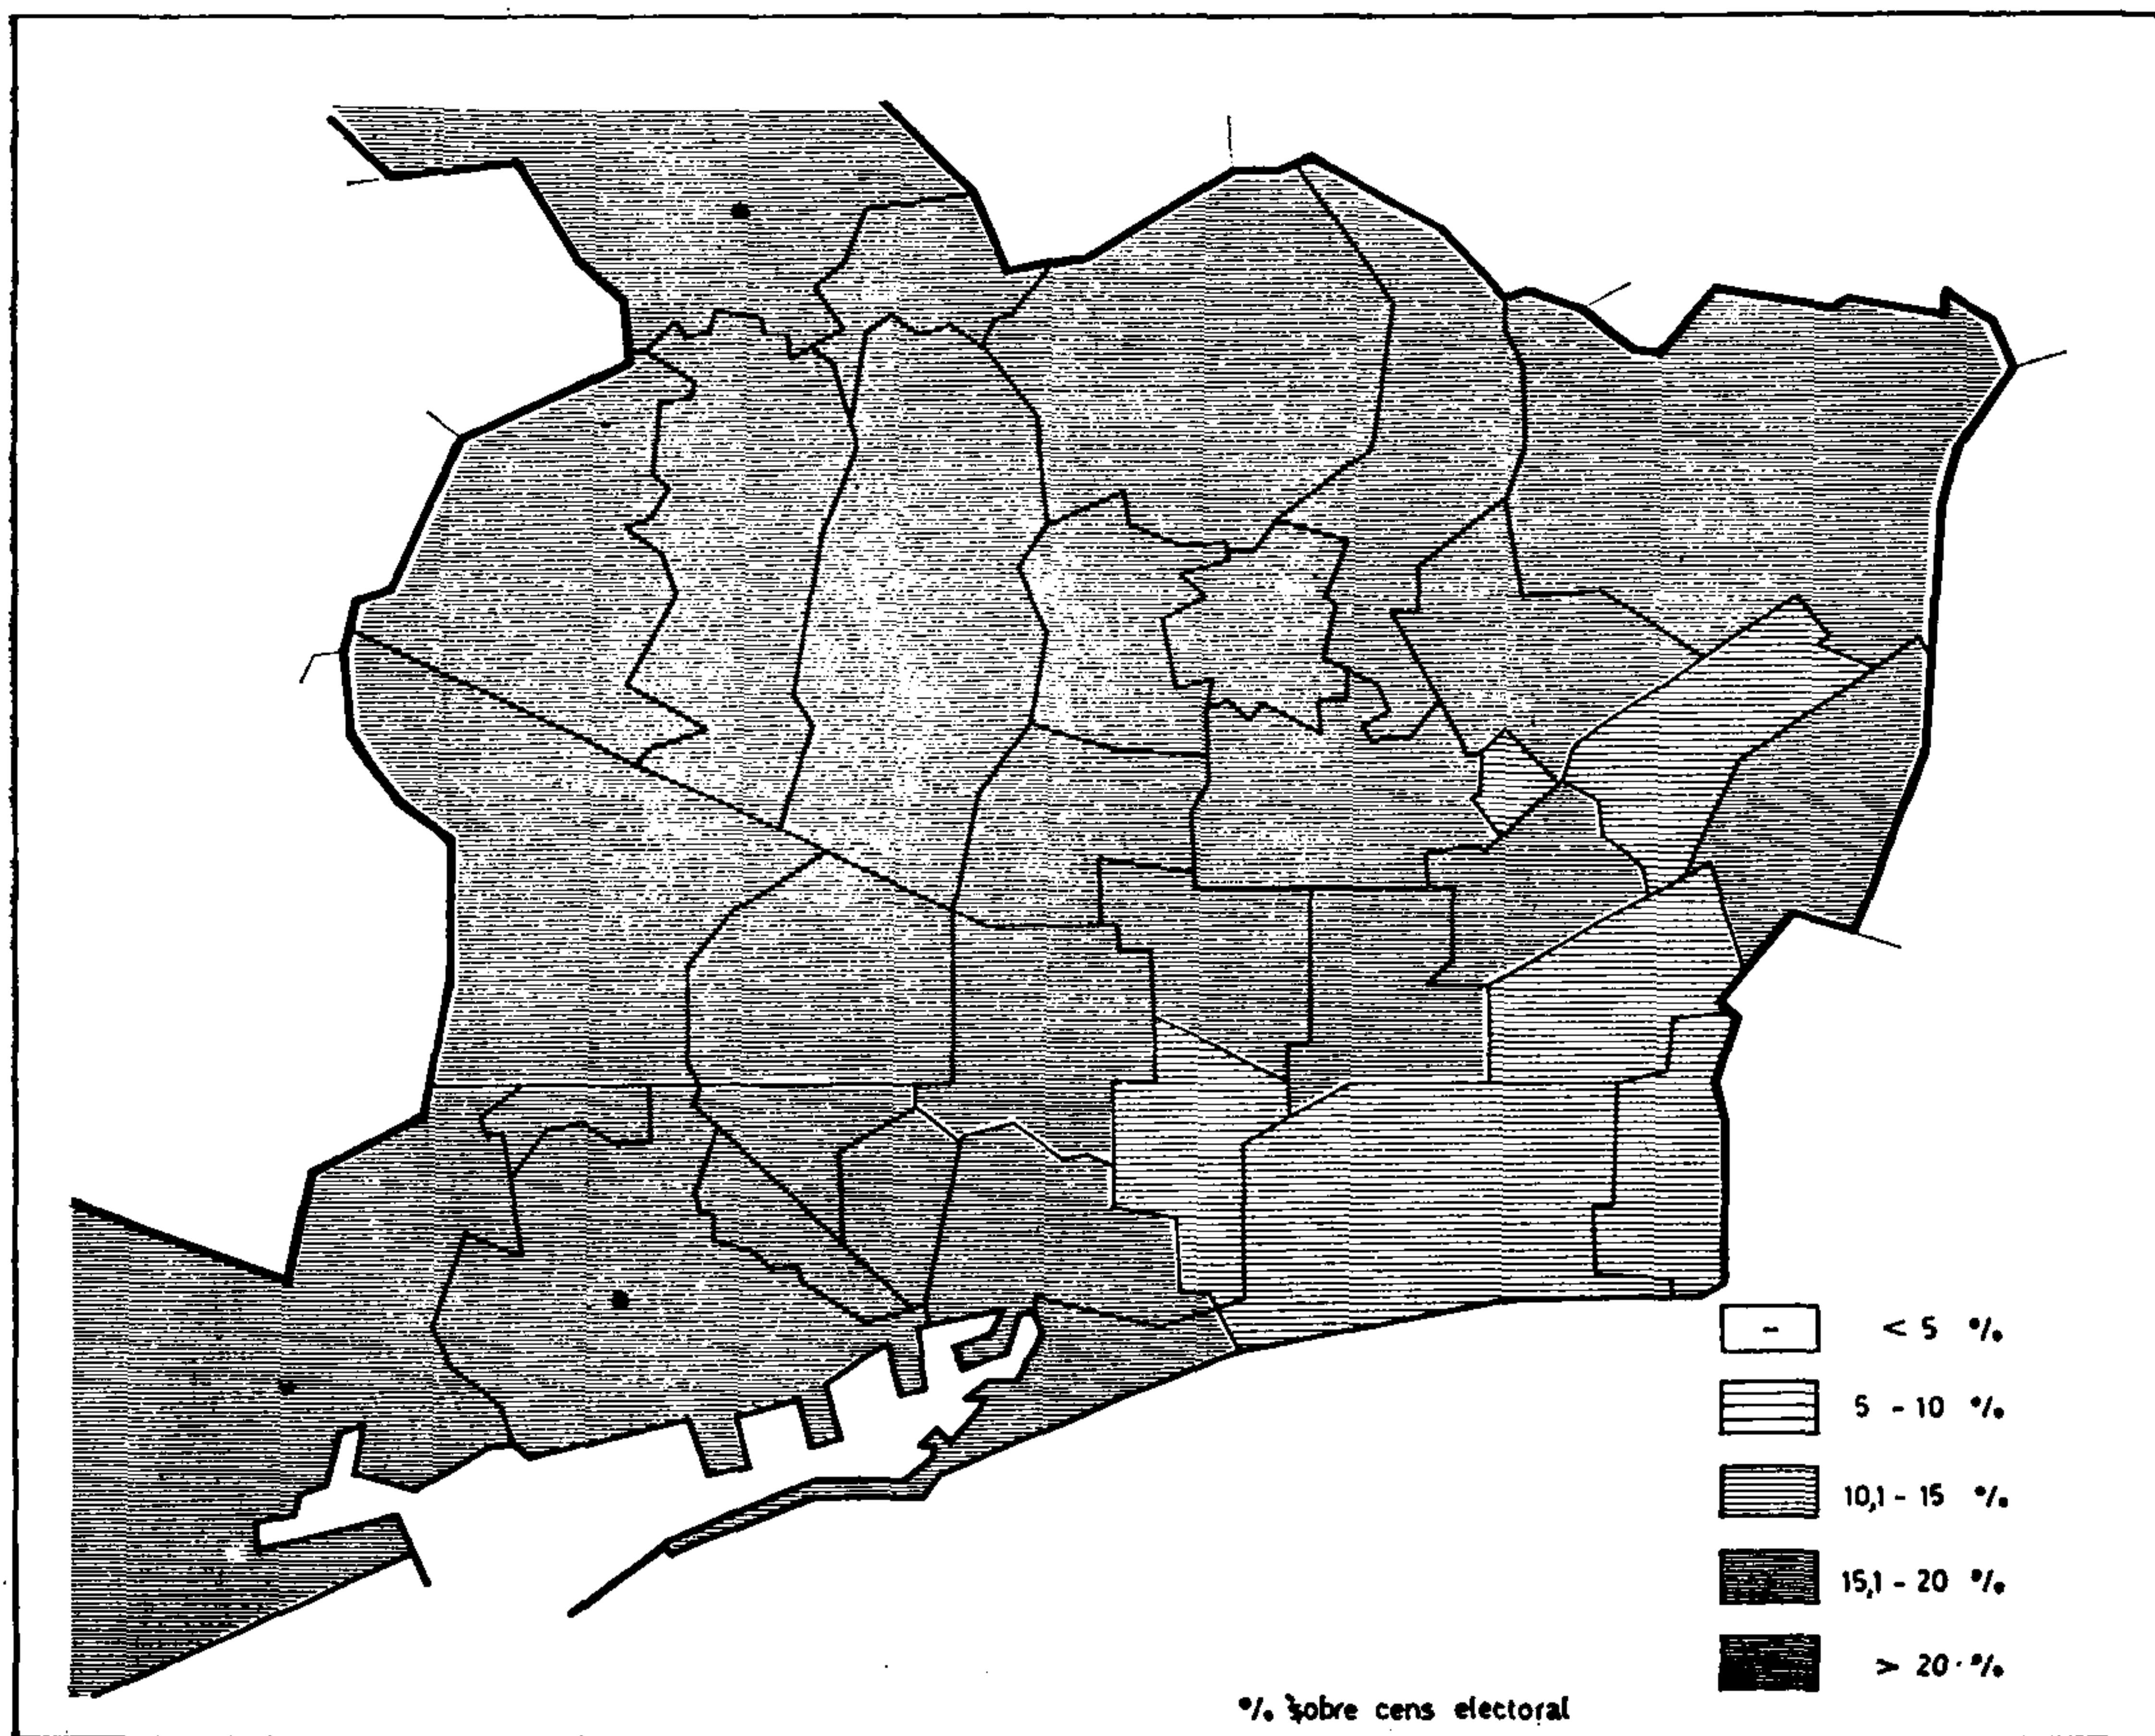 - < 5 %
5 - 10 %
10,1 - 15 %
15,1 - 20 %
> 20 %
% sobre cens electoral